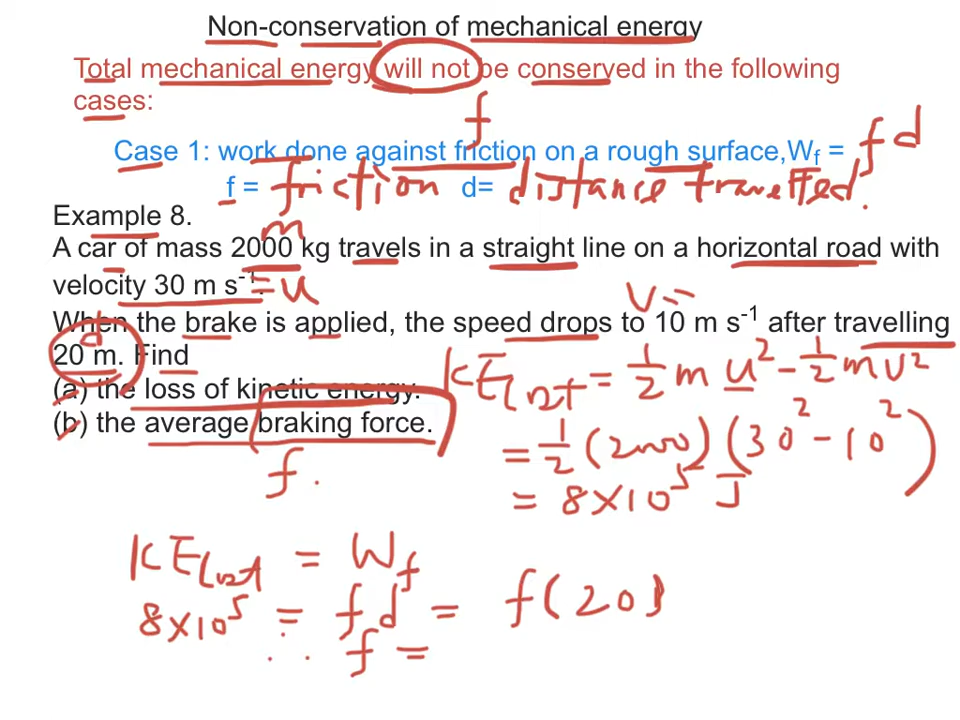 Non-conservation of mechanical energy
Total mechanical energy will not be conserved in the following
cases:
f
Case 1: work done against friction on a rough surface,Wf = fd
f = friction d= distance travelled.
Example 8.
m
A car of mass 2000 kg travels in a straight line on a horizontal road with
velocity 30 m s⁻¹. = u
v =
When the brake is applied, the speed drops to 10 m s⁻¹ after travelling
d
20 m. Find
(a) the loss of kinetic energy.
KElost = 1/2 m u² - 1/2 m v²
(b) the average braking force.
= 1/2 (2000) (30² - 10²)
f.
= 8×10⁵ J
KElost = Wf
8×10⁵ = fd = f(20)
∴ f =